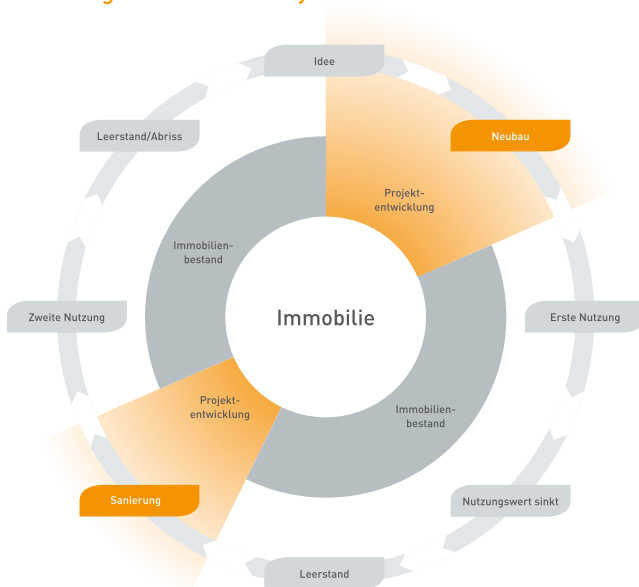 Idee
Leerstand/Abriss
Neubau
Projekt-
entwicklung
Immobilien-
bestand
Zweite Nutzung
Immobilie
Erste Nutzung
Projekt-
entwicklung
Immobilien-
bestand
Sanierung
Nutzungswert sinkt
Leerstand